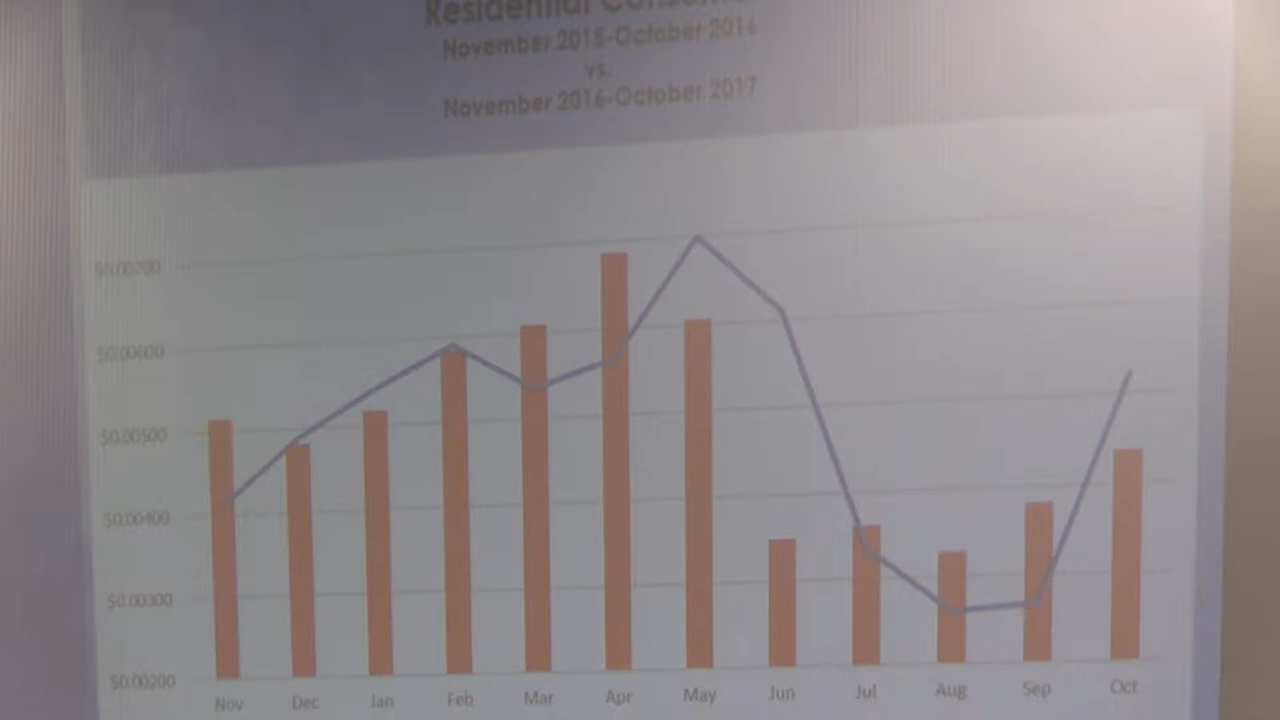 Residential
November 2015-October 2016
vs.
November 2016-October 2017
$0.00700
$0.00600
$0.00500
$0.00400
$0.00300
$0.00200
Nov Dec Jan Feb Mar Apr May Jun Jul Aug Sep Oct